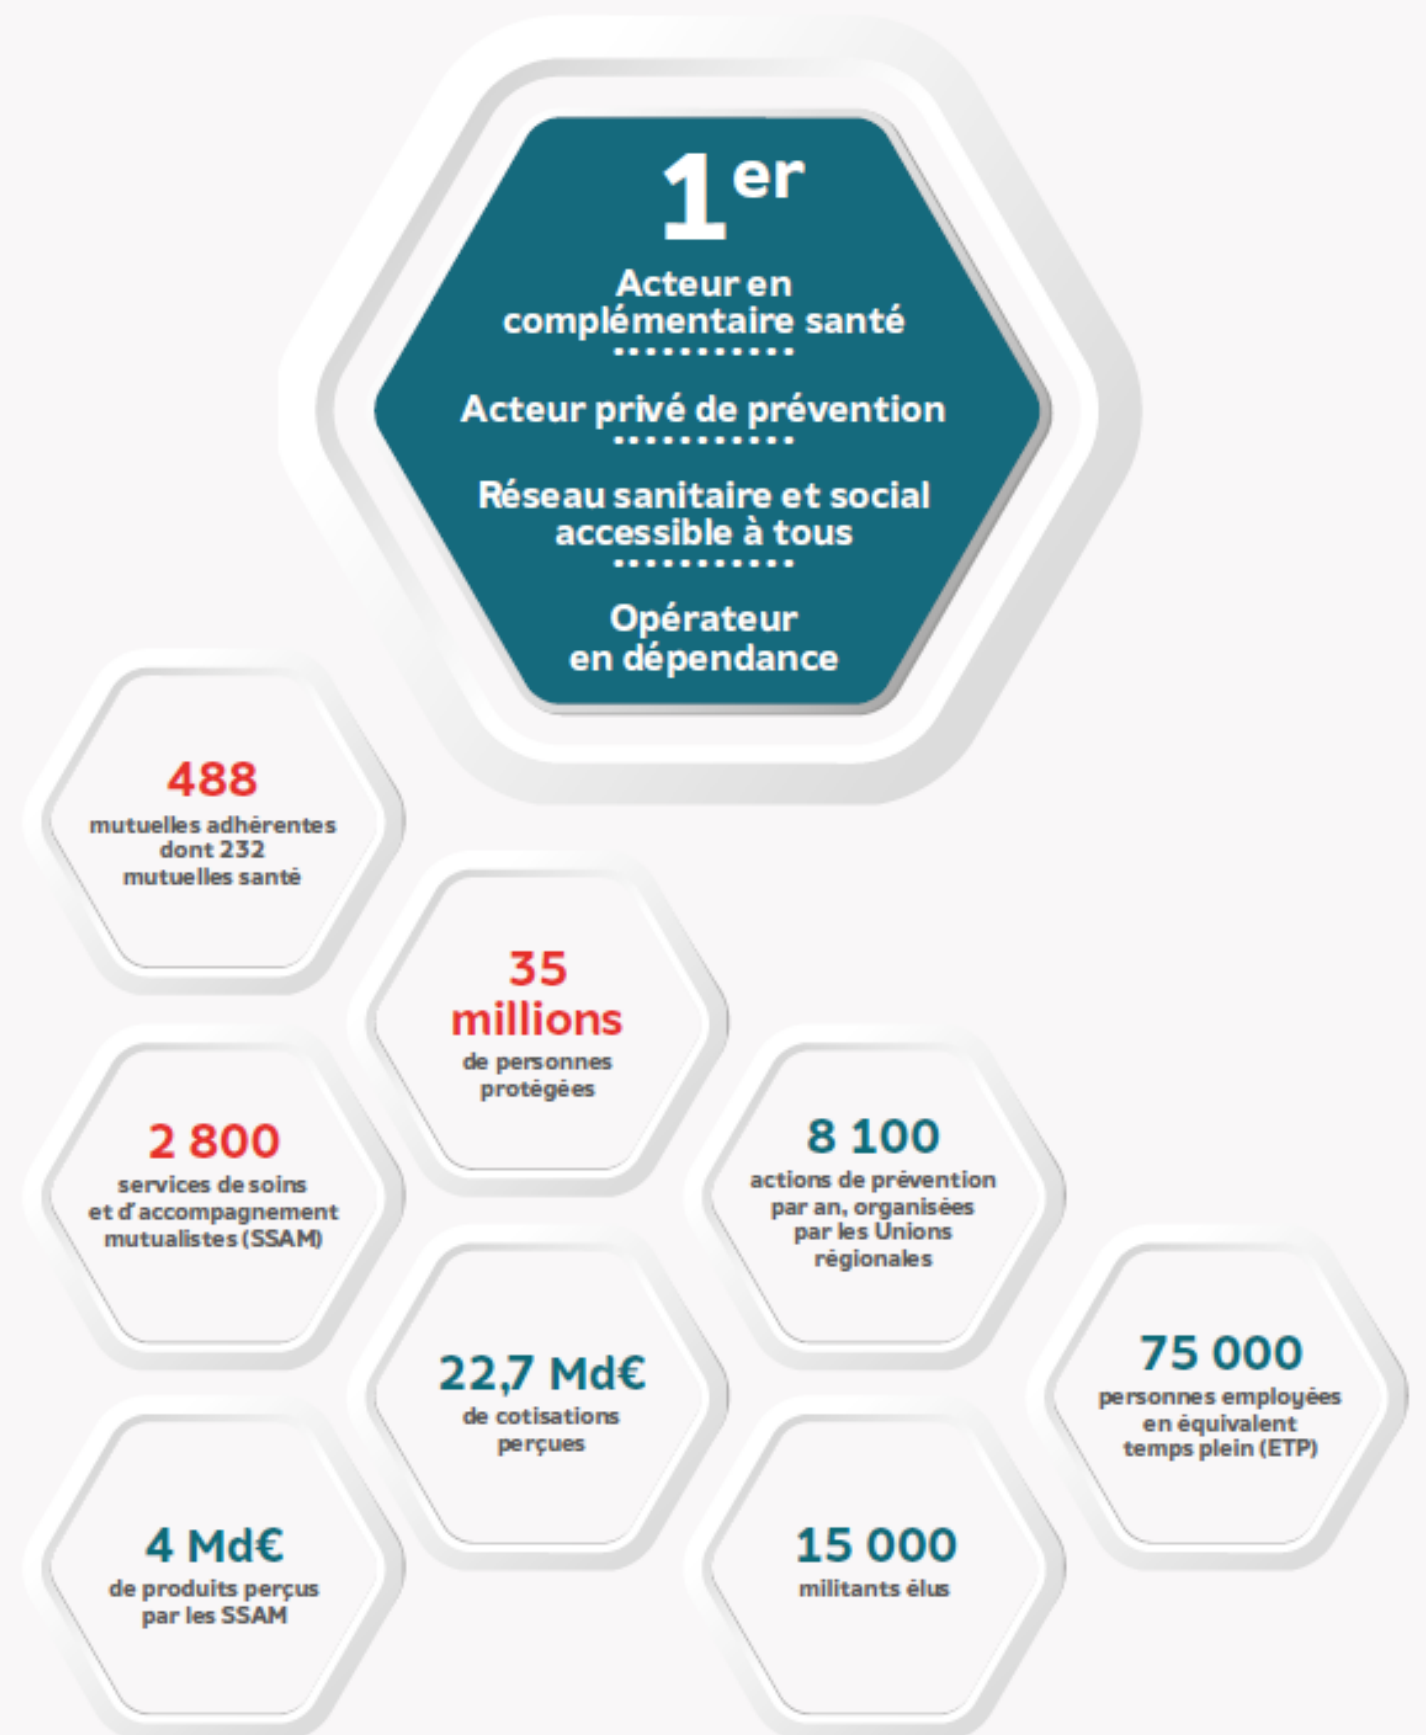 1er
Acteur en
complémentaire santé
Acteur privé de prévention
Réseau sanitaire et social
accessible à tous
Opérateur
en dépendance
488
mutuelles adhérentes
dont 232
mutuelles santé
35
millions
de personnes
protégées
2 800
services de soins
et d'accompagnement
mutualistes (SSAM)
8 100
actions de prévention
par an, organisées
par les Unions
régionales
22,7 Md€
de cotisations
perçues
75 000
personnes employées
en équivalent
temps plein (ETP)
4 Md€
de produits perçus
par les SSAM
15 000
militants élus